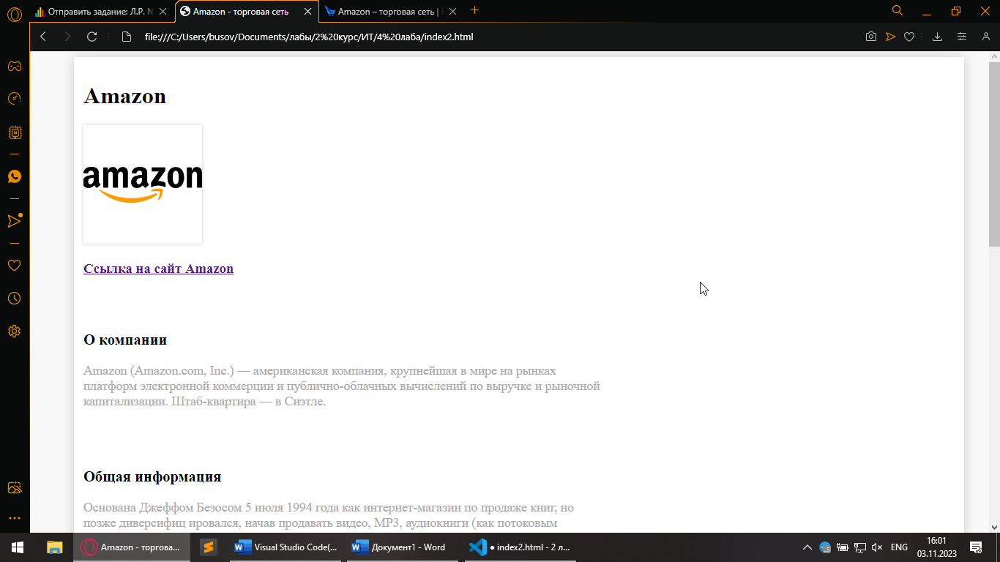 Отправить задание: Л.Р. N
Amazon - торговая сеть
Amazon – торговая сеть |
file:///C:/Users/busov/Documents/лабы/2%20курс/ИТ/4%20лаба/index2.html
Amazon
amazon
Ссылка на сайт Amazon
О компании
Amazon (Amazon.com, Inc.) — американская компания, крупнейшая в мире на рынках
платформ электронной коммерции и публично-облачных вычислений по выручке и рыночной
капитализации. Штаб-квартира — в Сиэтле.
Общая информация
Основана Джеффом Безосом 5 июля 1994 года как интернет-магазин по продаже книг, но
позже диверсифиц ировался, начав продавать видео, MP3, аудиокниги (как потоковым
Amazon - торгова...
Visual Studio Code(...
Документ1 - Word
● index2.html - 2 л...
ENG
16:01
03.11.2023